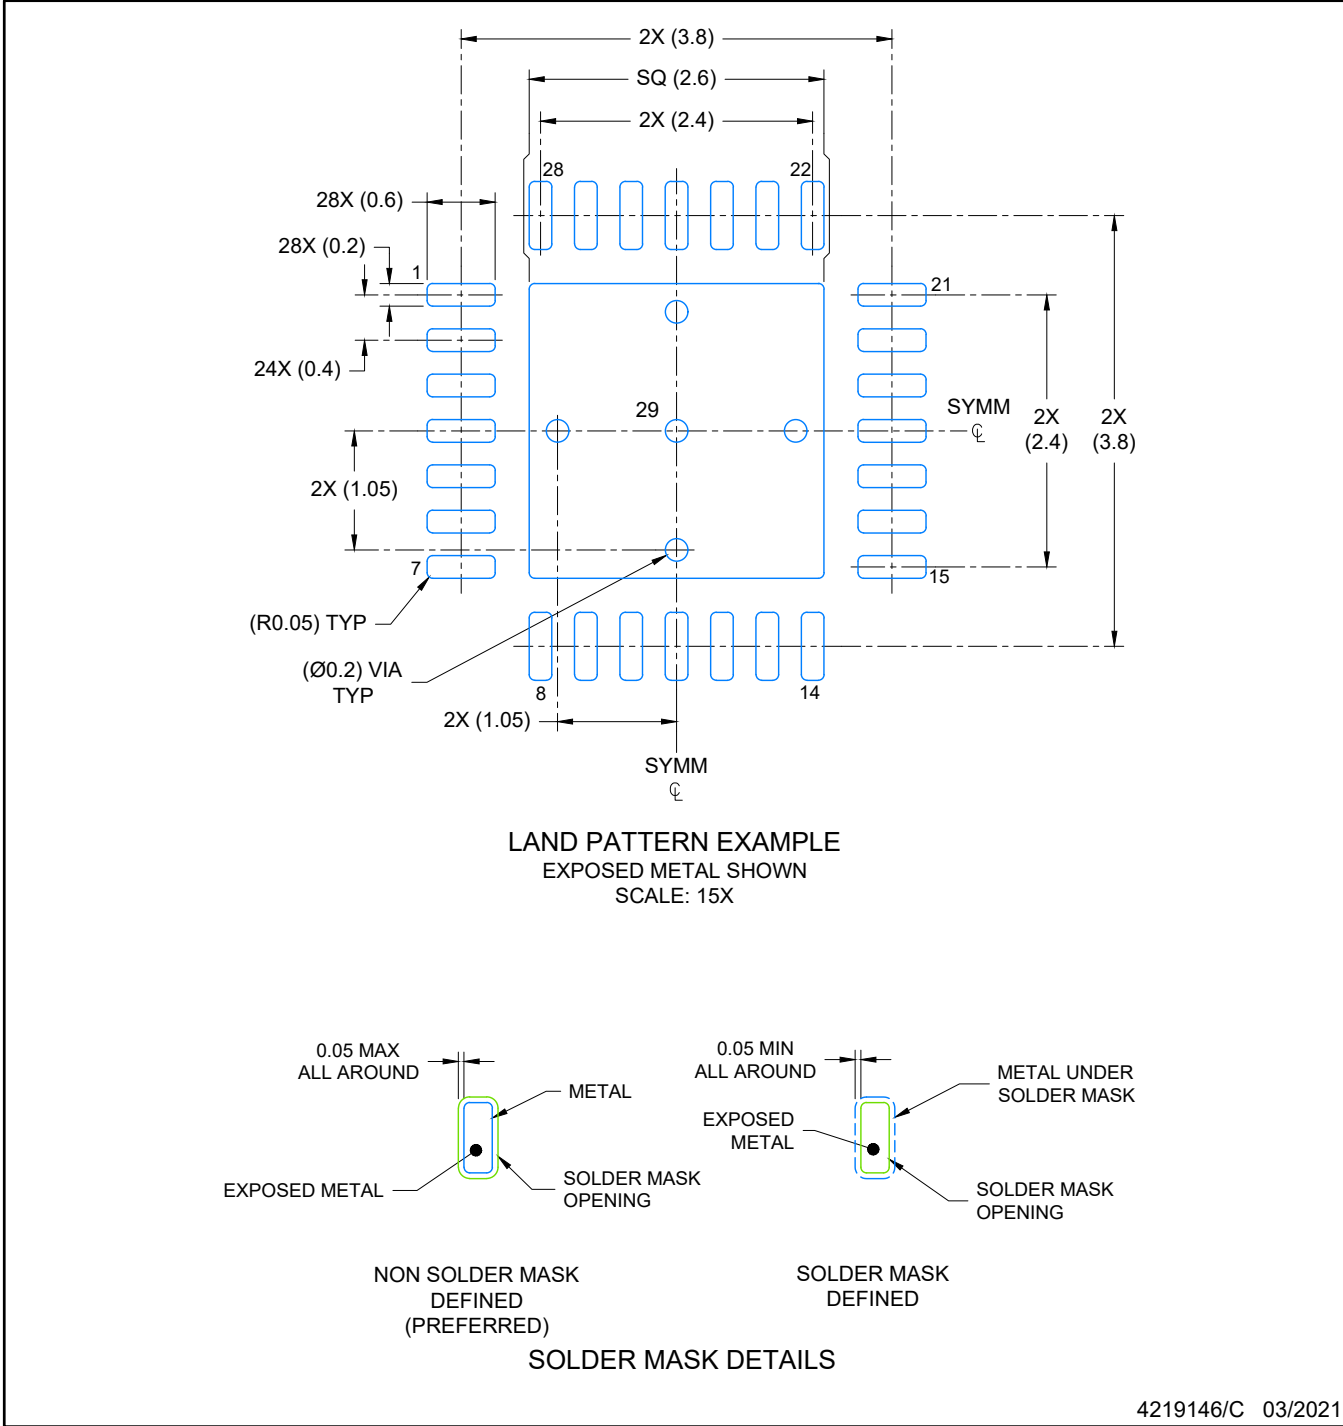 2X (3.8)
SQ (2.6)
2X (2.4)
28
22
28X (0.6)
28X (0.2)
1
21
24X (0.4)
29
SYMM
℄
2X
(2.4)
2X
(3.8)
2X (1.05)
7
15
(R0.05) TYP
(Ø0.2) VIA
TYP
8
14
2X (1.05)
SYMM
℄
LAND PATTERN EXAMPLE
EXPOSED METAL SHOWN
SCALE: 15X
0.05 MAX
ALL AROUND
METAL
EXPOSED METAL
SOLDER MASK
OPENING
NON SOLDER MASK
DEFINED
(PREFERRED)
0.05 MIN
ALL AROUND
METAL UNDER
SOLDER MASK
EXPOSED
METAL
SOLDER MASK
OPENING
SOLDER MASK
DEFINED
SOLDER MASK DETAILS
4219146/C 03/2021